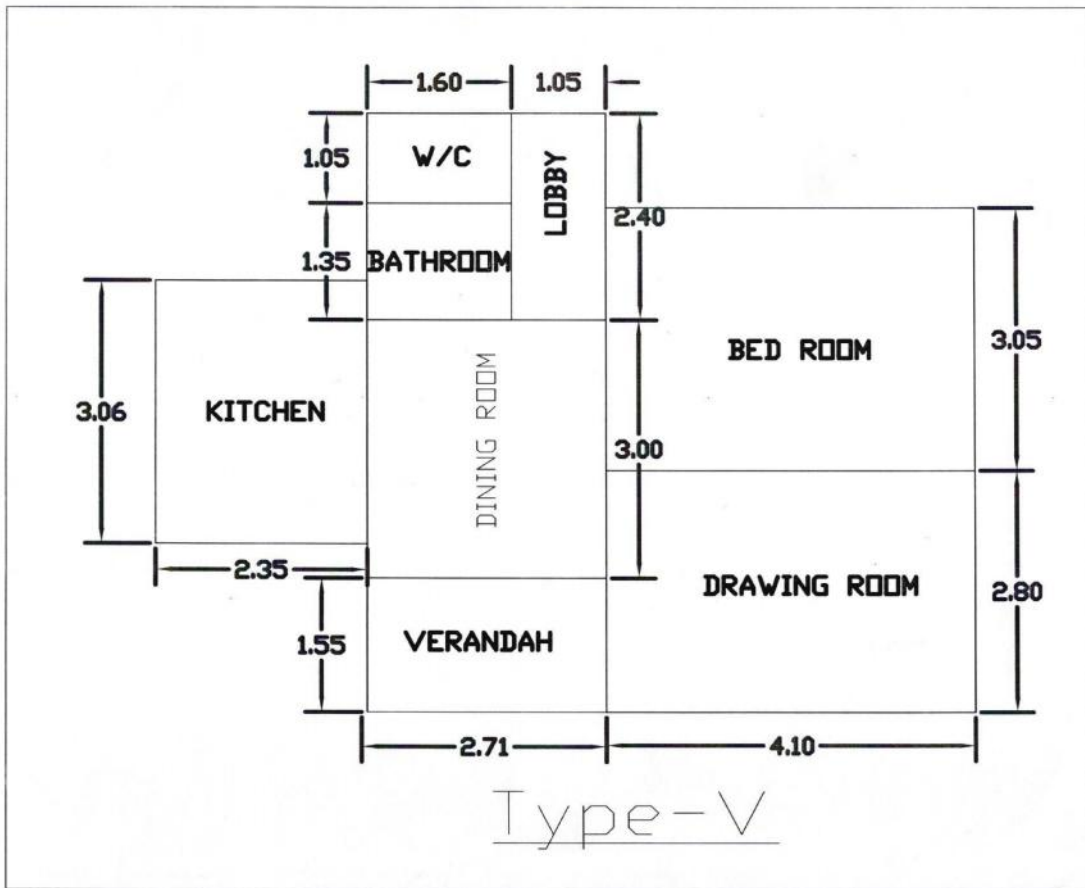 1.60 1.05
1.05 W/C LOBBY
2.40
1.35 BATHROOM
BED ROOM 3.05
3.06 KITCHEN DINING ROOM
3.00
2.35
DRAWING ROOM 2.80
1.55 VERANDAH
2.71 4.10
Type-V